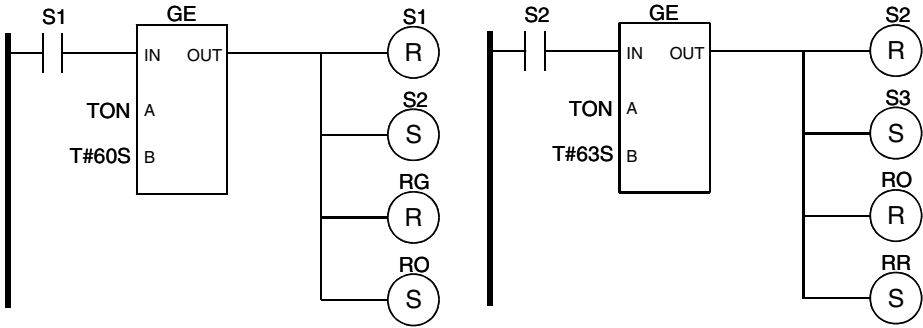 S1
GE
S1
IN OUT
R
TON A
S2
S
T#60S B
RG
R
RO
S
S2
GE
S2
IN OUT
R
TON A
S3
S
T#63S B
RO
R
RR
S